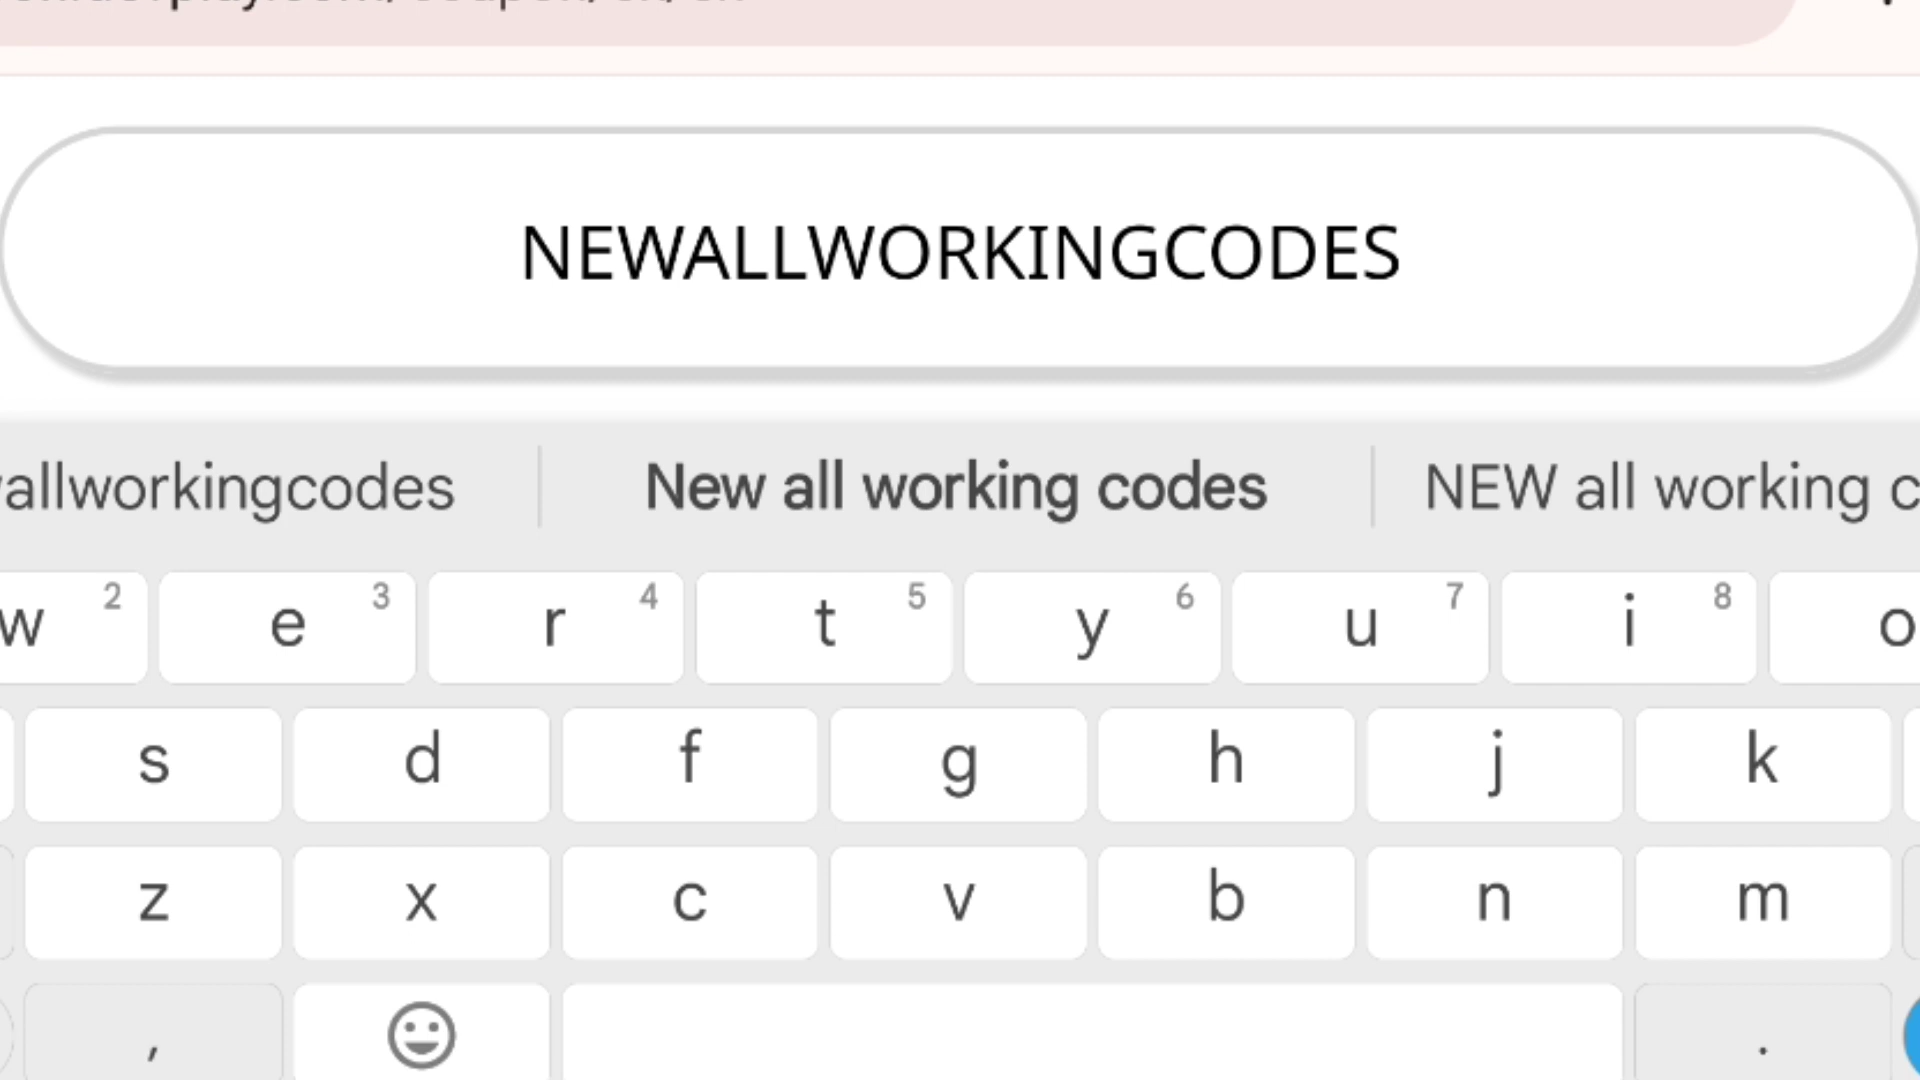 NEWALLWORKINGCODES
allworkingcodes New all working codes NEW all working c
w 2 e 3 r 4 t 5 y 6 u 7 i 8 o
s d f g h j k
z x c v b n m
, .